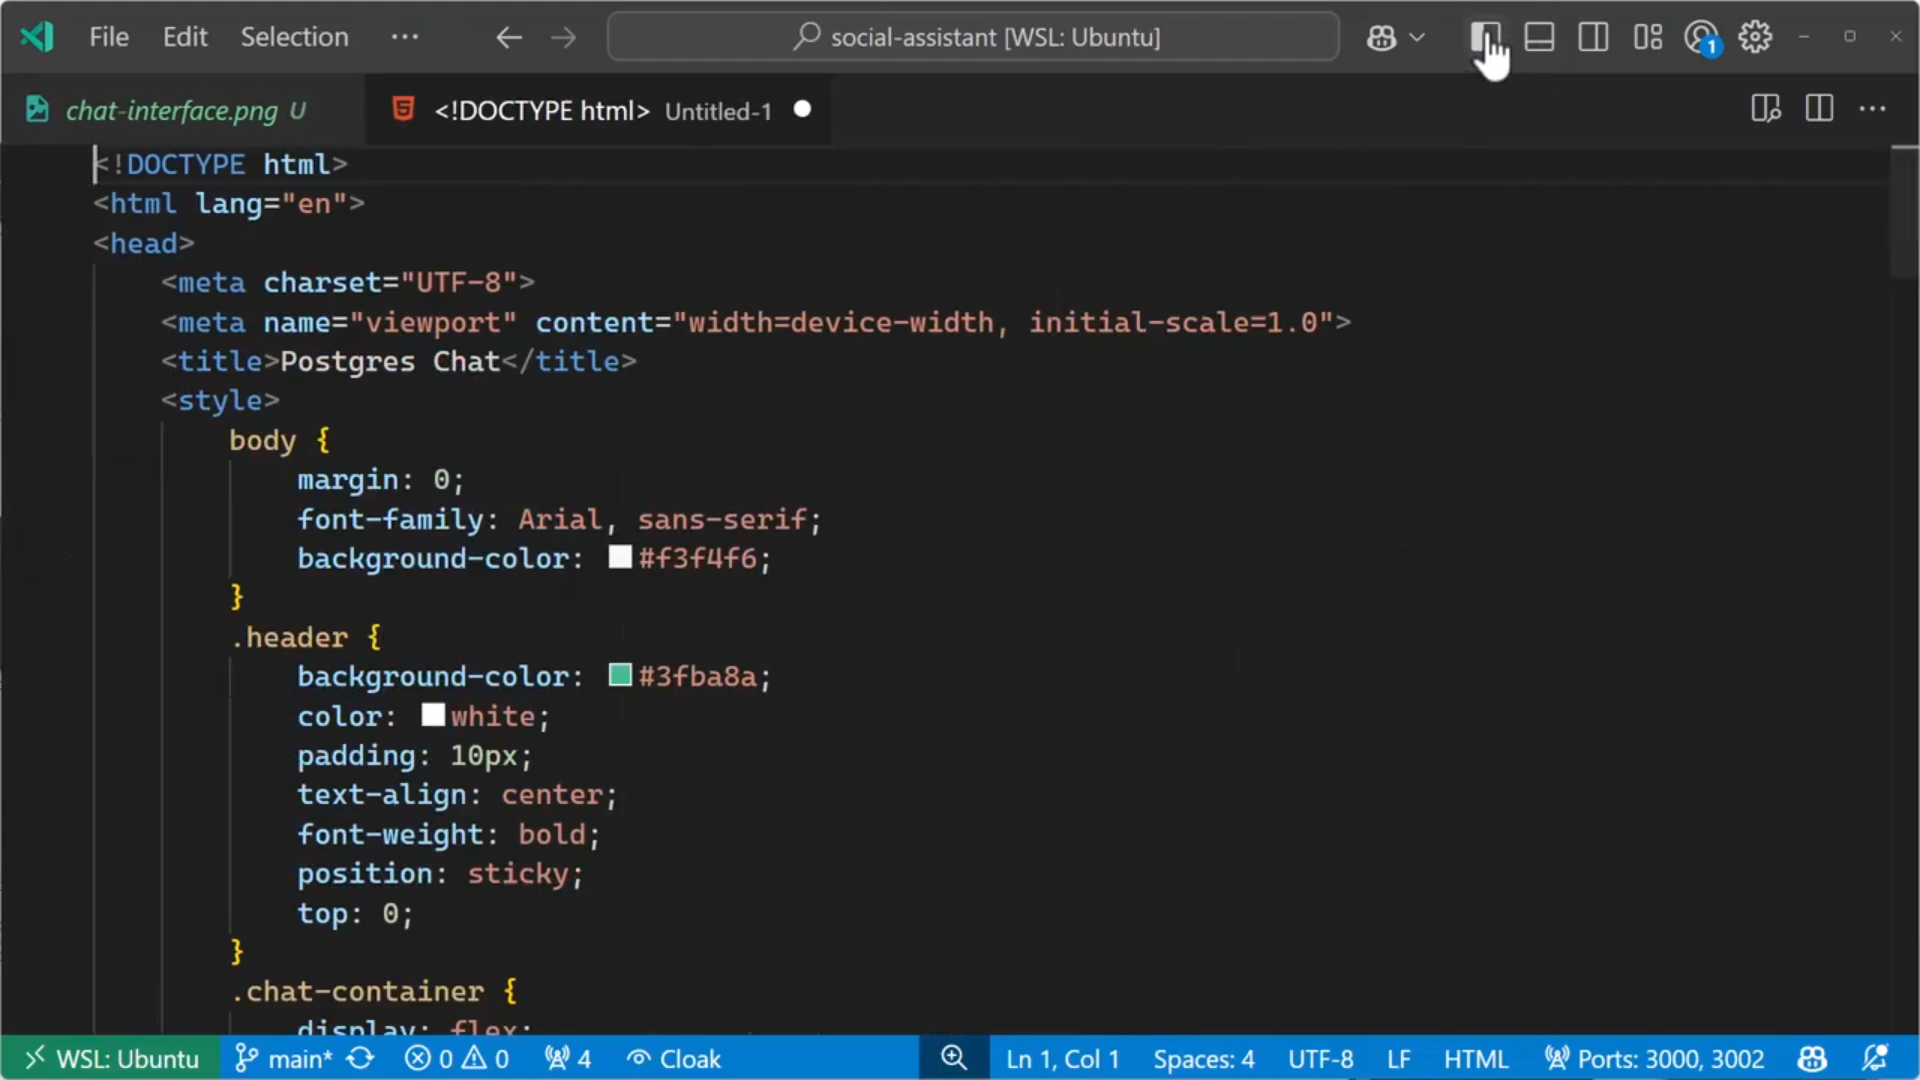 File Edit Selection ··· social-assistant [WSL: Ubuntu] 1
chat-interface.png U <!DOCTYPE html> Untitled-1
<!DOCTYPE html>
<html lang="en">
<head>
<meta charset="UTF-8">
<meta name="viewport" content="width=device-width, initial-scale=1.0">
<title>Postgres Chat</title>
<style>
body {
margin: 0;
font-family: Arial, sans-serif;
background-color: #f3f4f6;
}
.header {
background-color: #3fba8a;
color: white;
padding: 10px;
text-align: center;
font-weight: bold;
position: sticky;
top: 0;
}
.chat-container {
display: flex;
WSL: Ubuntu main* 0 0 4 Cloak Ln 1, Col 1 Spaces: 4 UTF-8 LF HTML Ports: 3000, 3002